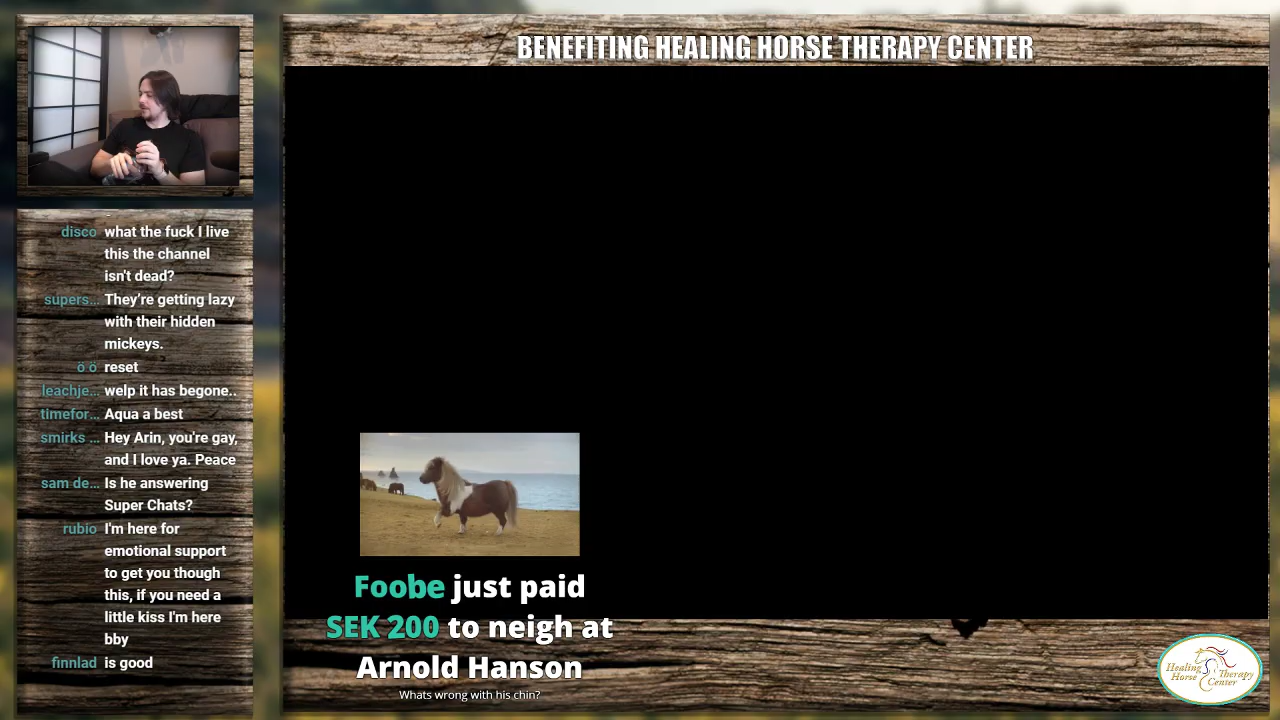 BENEFITING HEALING HORSE THERAPY CENTER
disco what the fuck I live
this the channel
isn't dead?
supers... They're getting lazy
with their hidden
mickeys.
ö ö reset
leachje... welp it has begone..
timefor... Aqua a best
smirks ... Hey Arin, you're gay,
and I love ya. Peace
sam de... Is he answering
Super Chats?
rubio I'm here for
emotional support
to get you though
this, if you need a
little kiss I'm here
bby
finnlad is good
Foobe just paid
SEK 200 to neigh at
Arnold Hanson
Whats wrong with his chin?
Healing
Horse
Therapy
Center